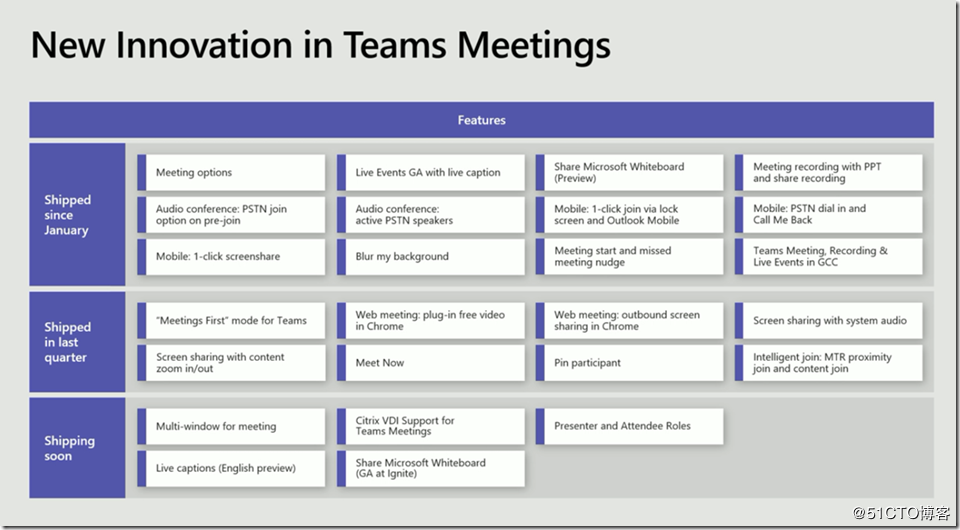 New Innovation in Teams Meetings
Features
Shipped
since
January
Meeting options
Live Events GA with live caption
Share Microsoft Whiteboard
(Preview)
Meeting recording with PPT
and share recording
Audio conference: PSTN join
option on pre-join
Audio conference:
active PSTN speakers
Mobile: 1-click join via lock
screen and Outlook Mobile
Mobile: PSTN dial in and
Call Me Back
Mobile: 1-click screenshare
Blur my background
Meeting start and missed
meeting nudge
Teams Meeting, Recording &
Live Events in GCC
Shipped
in last
quarter
"Meetings First" mode for Teams
Web meeting: plug-in free video
in Chrome
Web meeting: outbound screen
sharing in Chrome
Screen sharing with system audio
Screen sharing with content
zoom in/out
Meet Now
Pin participant
Intelligent join: MTR proximity
join and content join
Shipping
soon
Multi-window for meeting
Citrix VDI Support for
Teams Meetings
Presenter and Attendee Roles
Live captions (English preview)
Share Microsoft Whiteboard
(GA at Ignite)
@51CTO博客